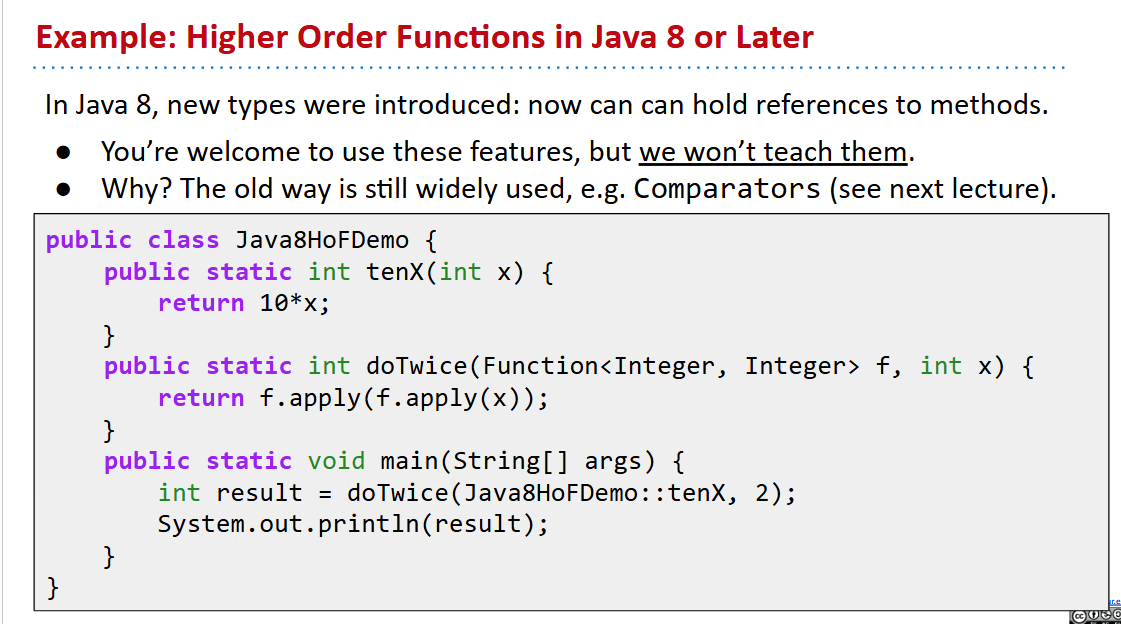 Example: Higher Order Functions in Java 8 or Later
In Java 8, new types were introduced: now can can hold references to methods.
● You’re welcome to use these features, but we won’t teach them.
● Why? The old way is still widely used, e.g. Comparators (see next lecture).
public class Java8HoFDemo {
    public static int tenX(int x) {
        return 10*x;
    }
    public static int doTwice(Function<Integer, Integer> f, int x) {
        return f.apply(f.apply(x));
    }
    public static void main(String[] args) {
        int result = doTwice(Java8HoFDemo::tenX, 2);
        System.out.println(result);
    }
}